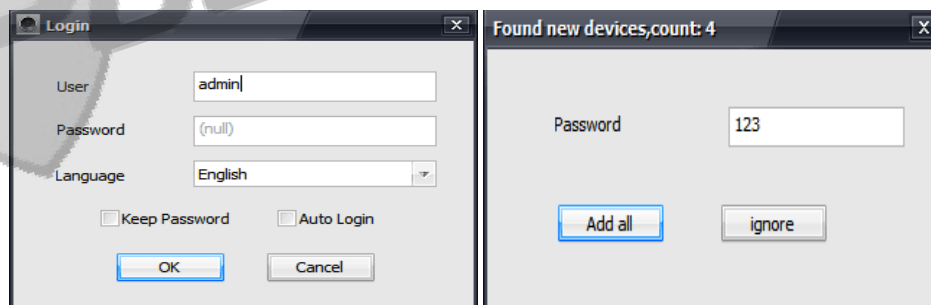 Login
X
User
admin
Password
(null)
Language
English
Keep Password
Auto Login
OK
Cancel
Found new devices,count: 4
X
Password
123
Add all
ignore